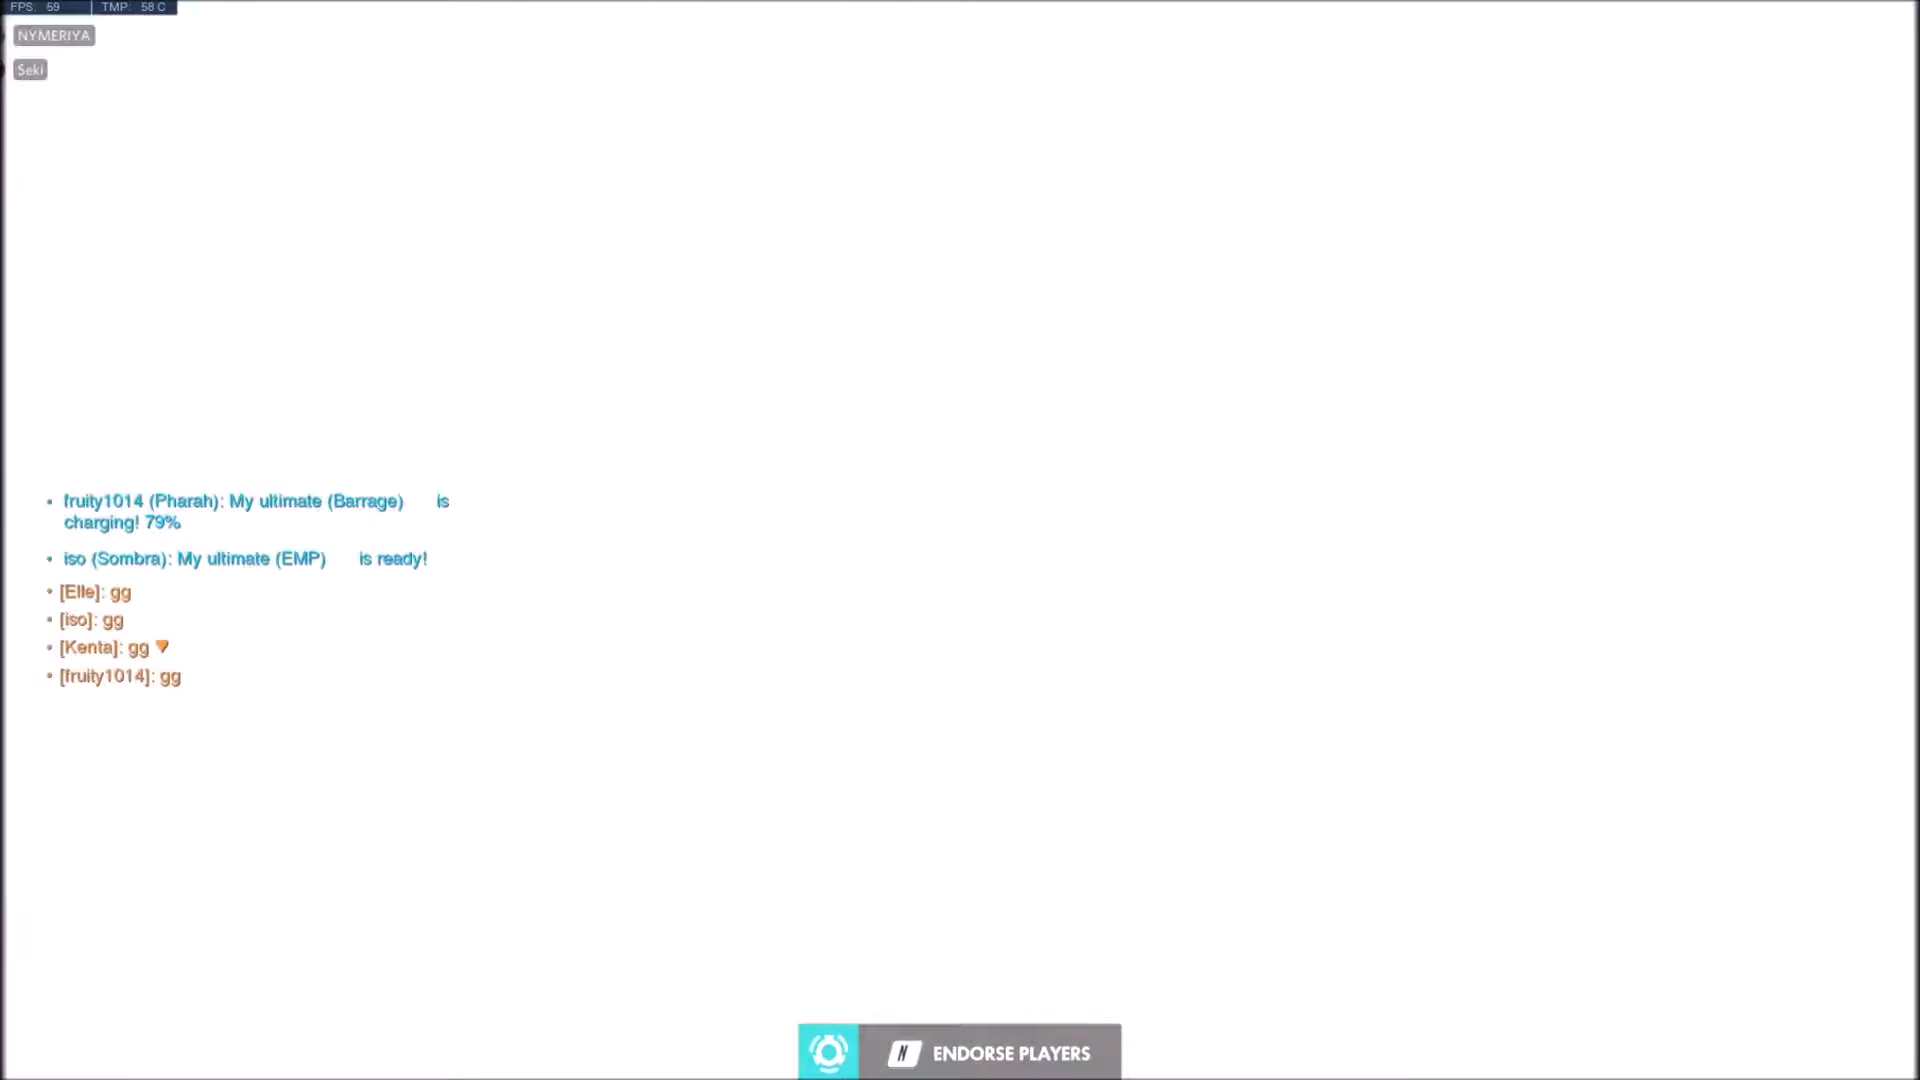 FPS: 59 TMP: 58 C
NYMERIYA
Seki
• fruity1014 (Pharah): My ultimate (Barrage) is
charging! 79%
• iso (Sombra): My ultimate (EMP) is ready!
• [Elle]: gg
• [iso]: gg
• [Kenta]: gg
• [fruity1014]: gg
N ENDORSE PLAYERS